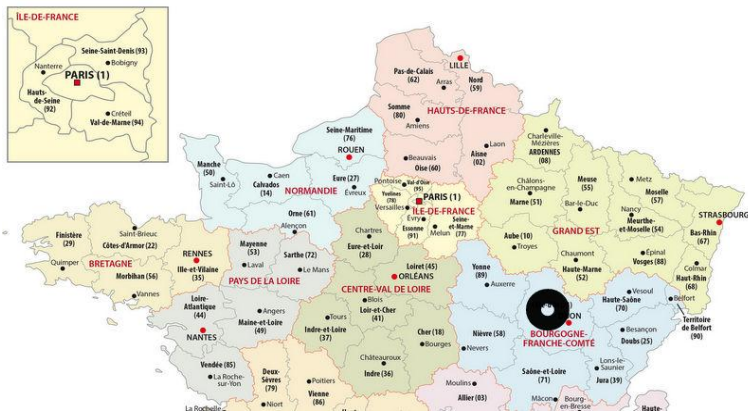 ÎLE-DE-FRANCE
Seine-Saint-Denis (93)
Nanterre
Bobigny
PARIS (1)
Hauts-
de-Seine
(92)
Créteil
Val-de-Marne (94)
LILLE
Pas-de-Calais
(62)
Nord
(59)
Arras
Somme
(80)
HAUTS-DE-FRANCE
Amiens
Seine-Maritime
(76)
ROUEN
Laon
Aisne
(02)
Beauvais
Oise (60)
Charleville-
Mézières
ARDENNES
(08)
Manche
(50)
Saint-Lô
Caen
Calvados
(14)
Eure (27)
Évreux
NORMANDIE
Orne (61)
Alençon
Pontoise
Val-d'Oise
(95)
Yvelines
(78)
Versailles
PARIS (1)
ÎLE-DE-FRANCE
Évry
Essonne
(91)
Melun
Seine-
et-Marne
(77)
Châlons-
en-Champagne
Marne (51)
Meuse
(55)
Bar-le-Duc
Metz
Moselle
(57)
Nancy
Meurthe-
et-Moselle (54)
STRASBOURG
Bas-Rhin
(67)
GRAND EST
Aube (10)
Troyes
Chaumont
Haute-Marne
(52)
Épinal
Vosges (88)
Colmar
Haut-Rhin
(68)
Finistère
(29)
Saint-Brieuc
Côtes-d'Armor (22)
Quimper
BRETAGNE
Morbihan (56)
Vannes
RENNES
Ille-et-Vilaine
(35)
Mayenne
(53)
Laval
Sarthe (72)
Le Mans
PAYS DE LA LOIRE
Loire-
Atlantique
(44)
NANTES
Angers
Maine-et-Loire
(49)
Vendée (85)
La Roche-
sur-Yon
Chartres
Eure-et-Loir
(28)
Loiret (45)
ORLÉANS
CENTRE-VAL DE LOIRE
Blois
Loir-et-Cher
(41)
Tours
Indre-et-Loire
(37)
Cher (18)
Bourges
Châteauroux
Indre (36)
Yonne
(89)
Auxerre
Nièvre (58)
Nevers
BOURGOGNE-
FRANCHE-COMTÉ
Haute-Saône
(70)
Vesoul
Belfort
Territoire
de Belfort
(90)
Besançon
Doubs (25)
Lons-le-
Saunier
Jura (39)
Saône-et-Loire
(71)
Mâcon
Bourg-
en-Bresse
Moulins
Allier (03)
Deux-
Sèvres
(79)
Poitiers
Vienne
(86)
Niort
La Rochelle
Haute-